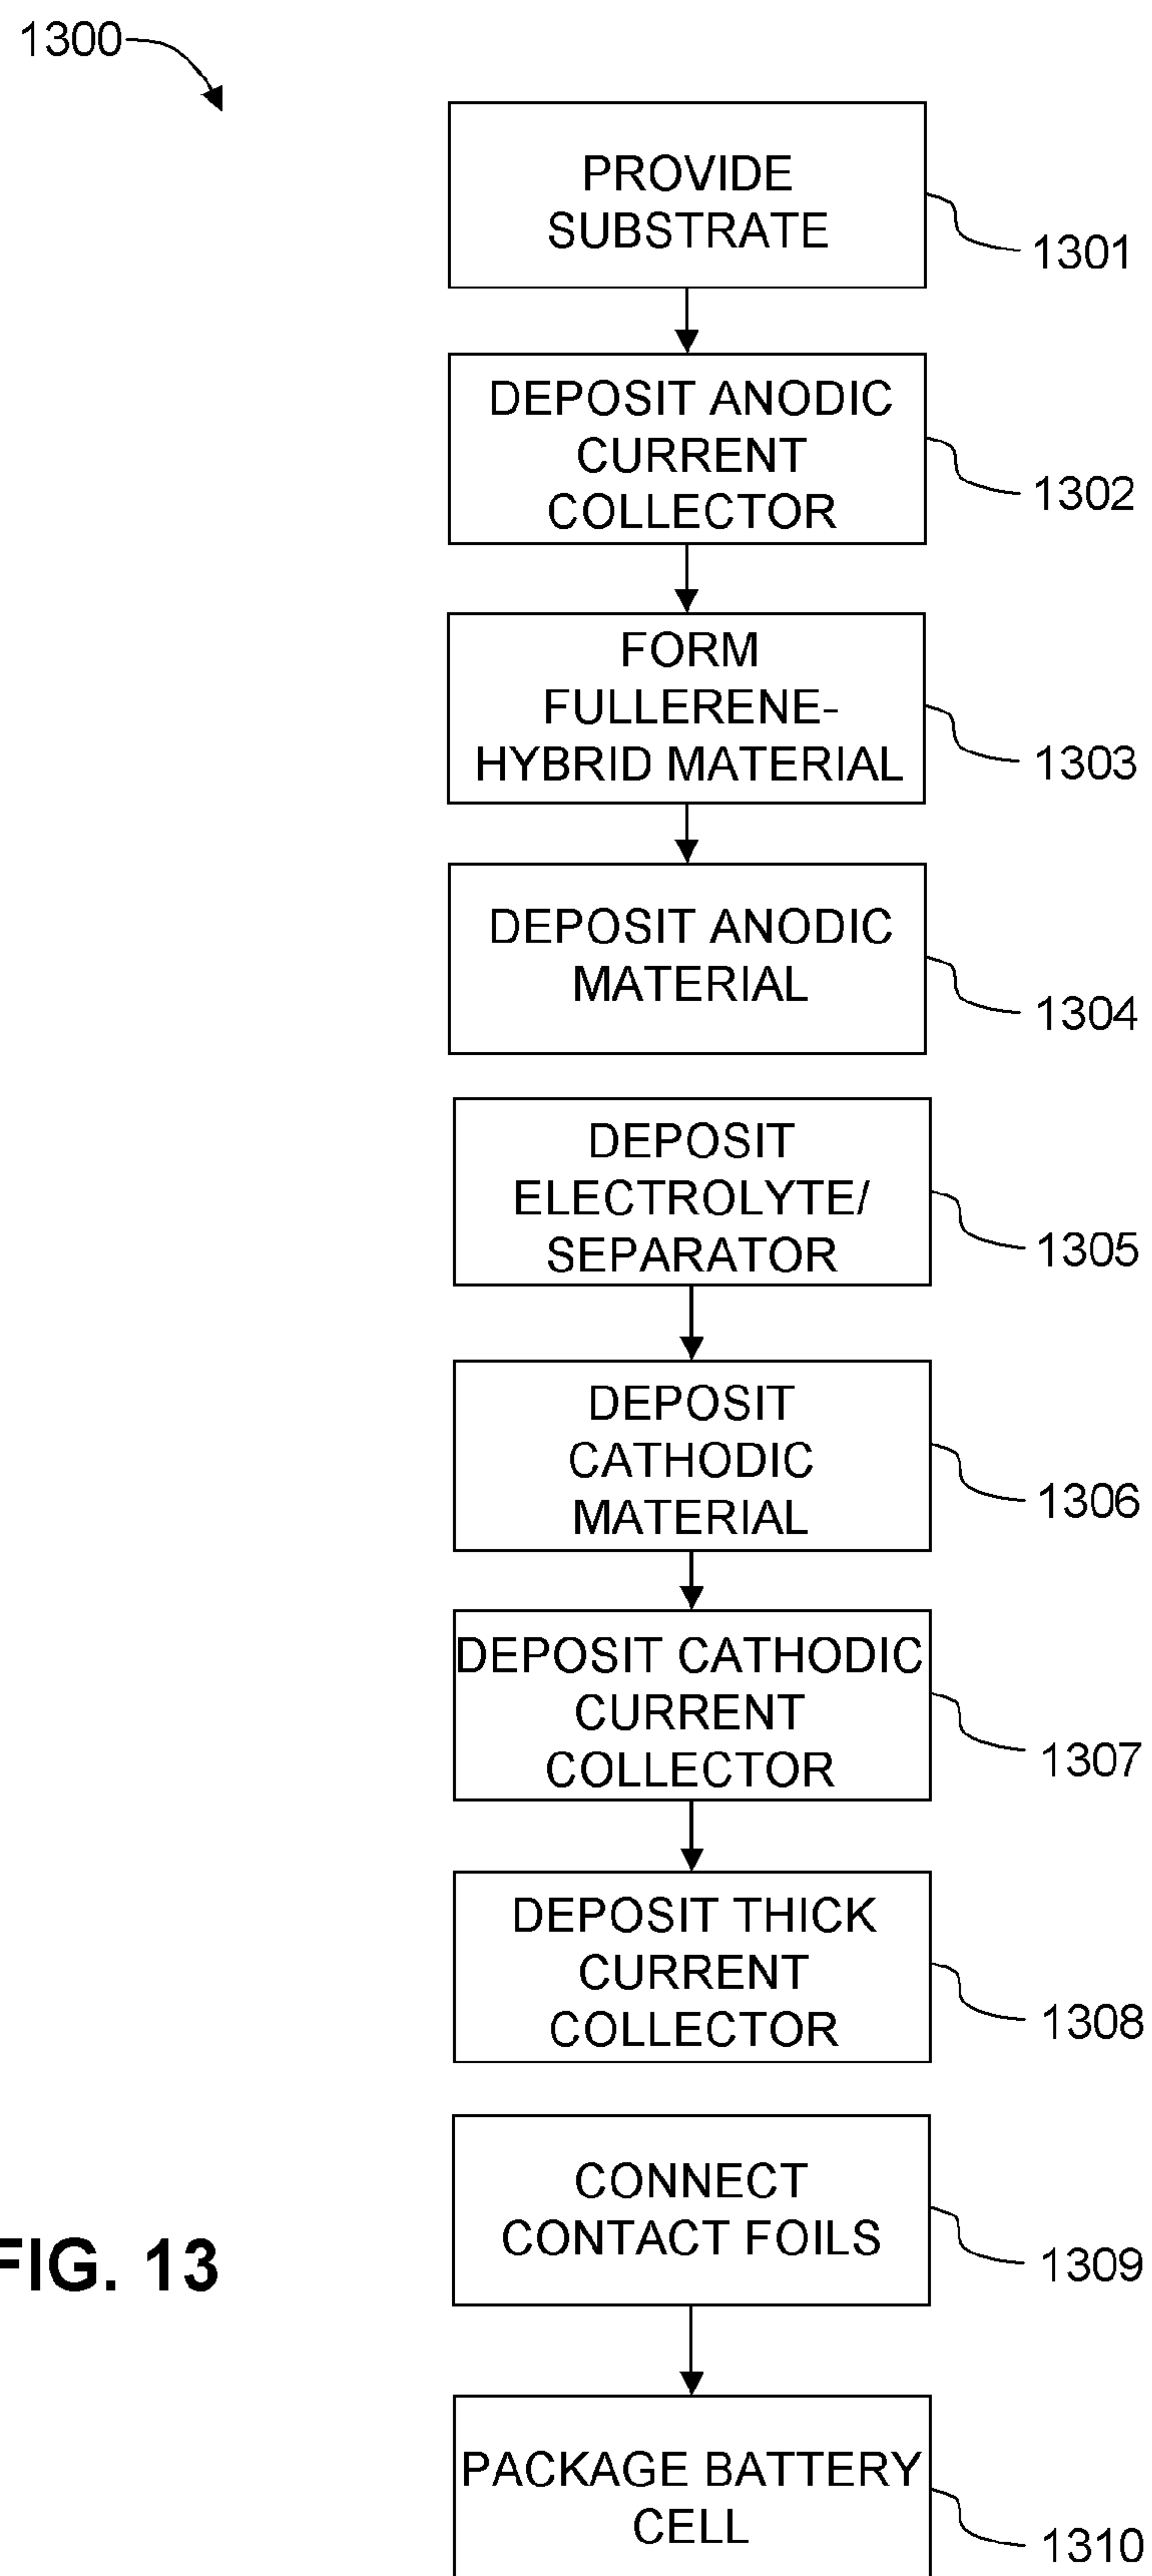 1300
PROVIDE
SUBSTRATE
1301
DEPOSIT ANODIC
CURRENT
COLLECTOR
1302
FORM
FULLERENE-
HYBRID MATERIAL
1303
DEPOSIT ANODIC
MATERIAL
1304
DEPOSIT
ELECTROLYTE/
SEPARATOR
1305
DEPOSIT
CATHODIC
MATERIAL
1306
DEPOSIT CATHODIC
CURRENT
COLLECTOR
1307
DEPOSIT THICK
CURRENT
COLLECTOR
1308
CONNECT
CONTACT FOILS
1309
FIG. 13
PACKAGE BATTERY
CELL
1310